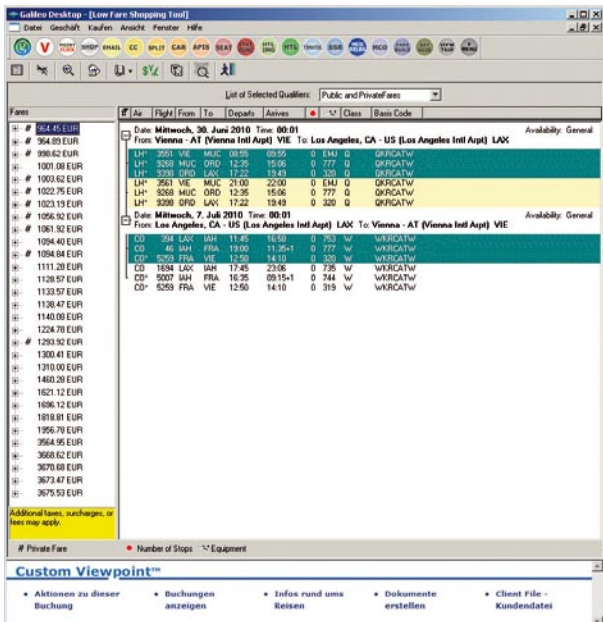 Galileo Desktop - [Low Fare Shopping Tool]
Datei Geschäft Kaufen Ansicht Fenster Hilfe
V SHOP EMAIL CC SPLIT CAR APIS SEAT HTL SSR MCO
List of Selected Qualifiers: Public and PrivateFares
Fares
Air Flight From To Departs Arrives Class Basis Code
# 964.45 EUR
# 964.89 EUR
# 998.62 EUR
1001.08 EUR
# 1003.62 EUR
# 1022.75 EUR
# 1023.19 EUR
# 1056.92 EUR
# 1061.92 EUR
1094.40 EUR
# 1094.84 EUR
1111.28 EUR
1128.57 EUR
1133.57 EUR
1138.47 EUR
1140.08 EUR
1224.78 EUR
# 1293.92 EUR
1300.41 EUR
1310.00 EUR
1460.28 EUR
1621.12 EUR
1696.12 EUR
1818.81 EUR
1956.78 EUR
3564.95 EUR
3668.62 EUR
3670.68 EUR
3673.47 EUR
3675.53 EUR
Additional taxes, surcharges, or
fees may apply.
Date: Mittwoch, 30. Juni 2010 Time: 00:01 Availability: General
From: Vienna - AT (Vienna Intl Arpt) VIE To: Los Angeles, CA - US (Los Angeles Intl Arpt) LAX
LH* 3551 VIE MUC 08:55 09:55 0 EMJ Q QKRCATW
LH* 9268 MUC ORD 12:35 15:06 0 777 Q QKRCATW
LH* 9398 ORD LAX 17:22 19:49 0 320 Q QKRCATW
LH* 3561 VIE MUC 21:00 22:00 0 EMJ Q QKRCATW
LH* 9268 MUC ORD 12:35 15:06 0 777 Q QKRCATW
LH* 9398 ORD LAX 17:22 19:49 0 320 Q QKRCATW
Date: Mittwoch, 7. Juli 2010 Time: 00:01 Availability: General
From: Los Angeles, CA - US (Los Angeles Intl Arpt) LAX To: Vienna - AT (Vienna Intl Arpt) VIE
CO 394 LAX IAH 11:45 16:58 0 753 W WKRCATW
CO 46 IAH FRA 19:00 11:35+1 0 777 W WKRCATW
CO* 5259 FRA VIE 12:50 14:10 0 320 W WKRCATW
CO 1694 LAX IAH 17:45 23:06 0 735 W WKRCATW
CO* 5007 IAH FRA 16:35 09:15+1 0 744 W WKRCATW
CO* 5259 FRA VIE 12:50 14:10 0 319 W WKRCATW
# Private Fare Number of Stops Equipment
Custom Viewpoint™
• Aktionen zu dieser Buchung
• Buchungen anzeigen
• Infos rund ums Reisen
• Dokumente erstellen
• Client File - Kundendatei